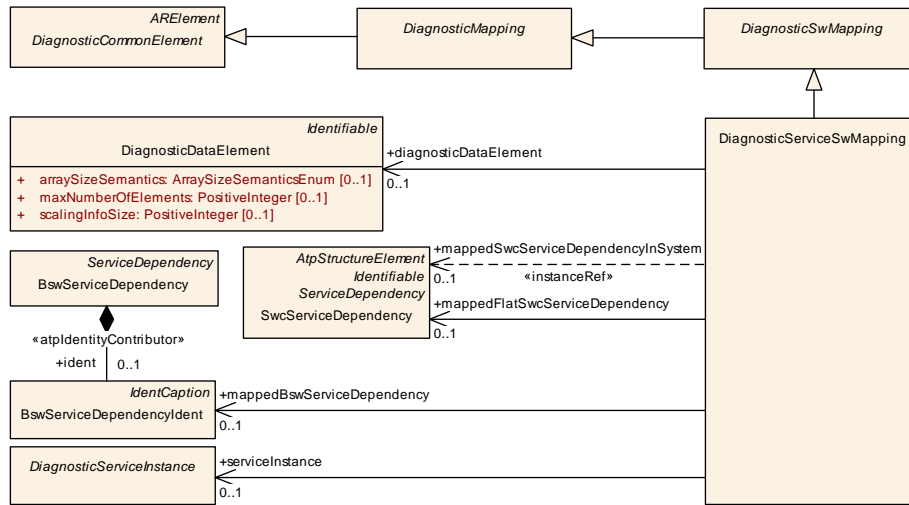 ARElement
DiagnosticCommonElement
DiagnosticMapping
DiagnosticSwMapping
Identifiable
DiagnosticDataElement
+ arraySizeSemantics: ArraySizeSemanticsEnum [0..1]
+ maxNumberOfElements: PositiveInteger [0..1]
+ scalingInfoSize: PositiveInteger [0..1]
+diagnosticDataElement
0..1
DiagnosticServiceSwMapping
ServiceDependency
BswServiceDependency
AtpStructureElement
Identifiable
ServiceDependency
SwcServiceDependency
+mappedSwcServiceDependencyInSystem
0..1
«instanceRef»
+mappedFlatSwcServiceDependency
0..1
«atpIdentityContributor»
+ident 0..1
IdentCaption
BswServiceDependencyIdent
+mappedBswServiceDependency
0..1
DiagnosticServiceInstance
+serviceInstance
0..1